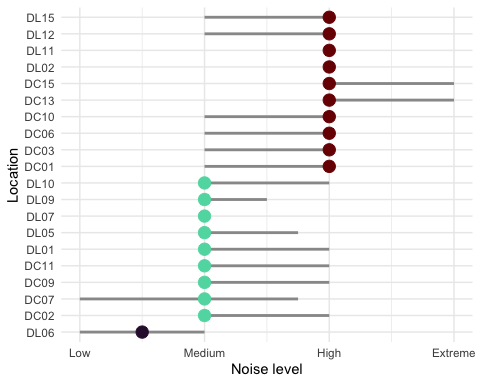 DL15
DL12
DL11
DL02
DC15
DC13
DC10
DC06
DC03
DC01
DL10
DL09
DL07
DL05
DL01
DC11
DC09
DC07
DC02
DL06
Location
Low Medium High Extreme
Noise level